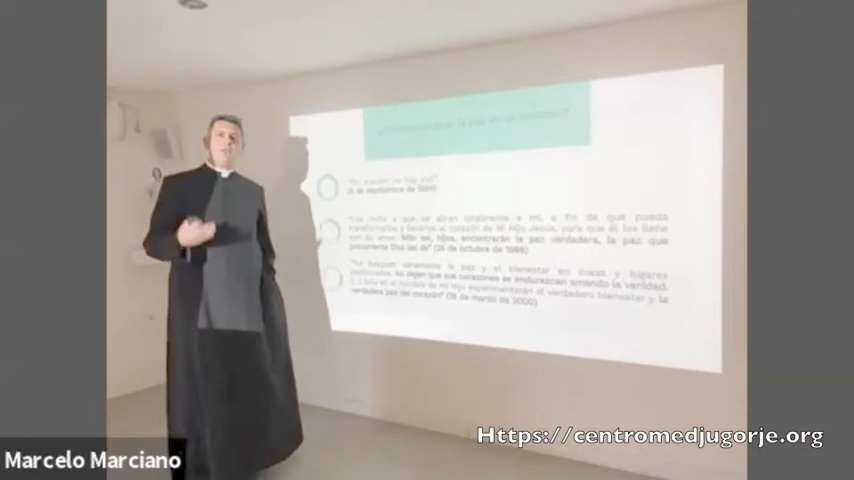 "Sin oración no hay paz"
(6 de septiembre de 1984)
"Los invito a que se abran totalmente a mí, a fin de que pueda
transformarlos y llevarlos al corazón de Mi Hijo Jesús, para que Él los llene
con su amor. Sólo así, hijos, encontrarán la paz verdadera, la paz que
únicamente Dios les da" (25 de octubre de 1988)
"No busquen vanamente la paz y el bienestar en cosas y lugares
equivocados. No dejen que sus corazones se endurezcan amando la vanidad.
(...) Sólo en el nombre de mi Hijo experimentarán el verdadero bienestar y la
verdadera paz del corazón" (18 de marzo de 2000)
Https://centromedjugorje.org
Marcelo Marciano